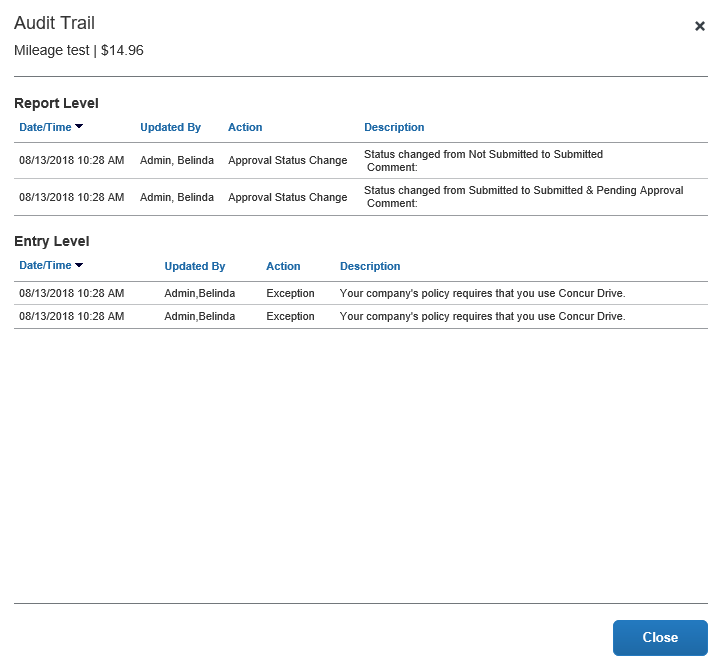 Audit Trail
Mileage test | $14.96
Report Level
Date/Time Updated By Action Description
08/13/2018 10:28 AM Admin, Belinda Approval Status Change Status changed from Not Submitted to Submitted
Comment:
08/13/2018 10:28 AM Admin, Belinda Approval Status Change Status changed from Submitted to Submitted & Pending Approval
Comment:
Entry Level
Date/Time Updated By Action Description
08/13/2018 10:28 AM Admin,Belinda Exception Your company's policy requires that you use Concur Drive.
08/13/2018 10:28 AM Admin,Belinda Exception Your company's policy requires that you use Concur Drive.
Close